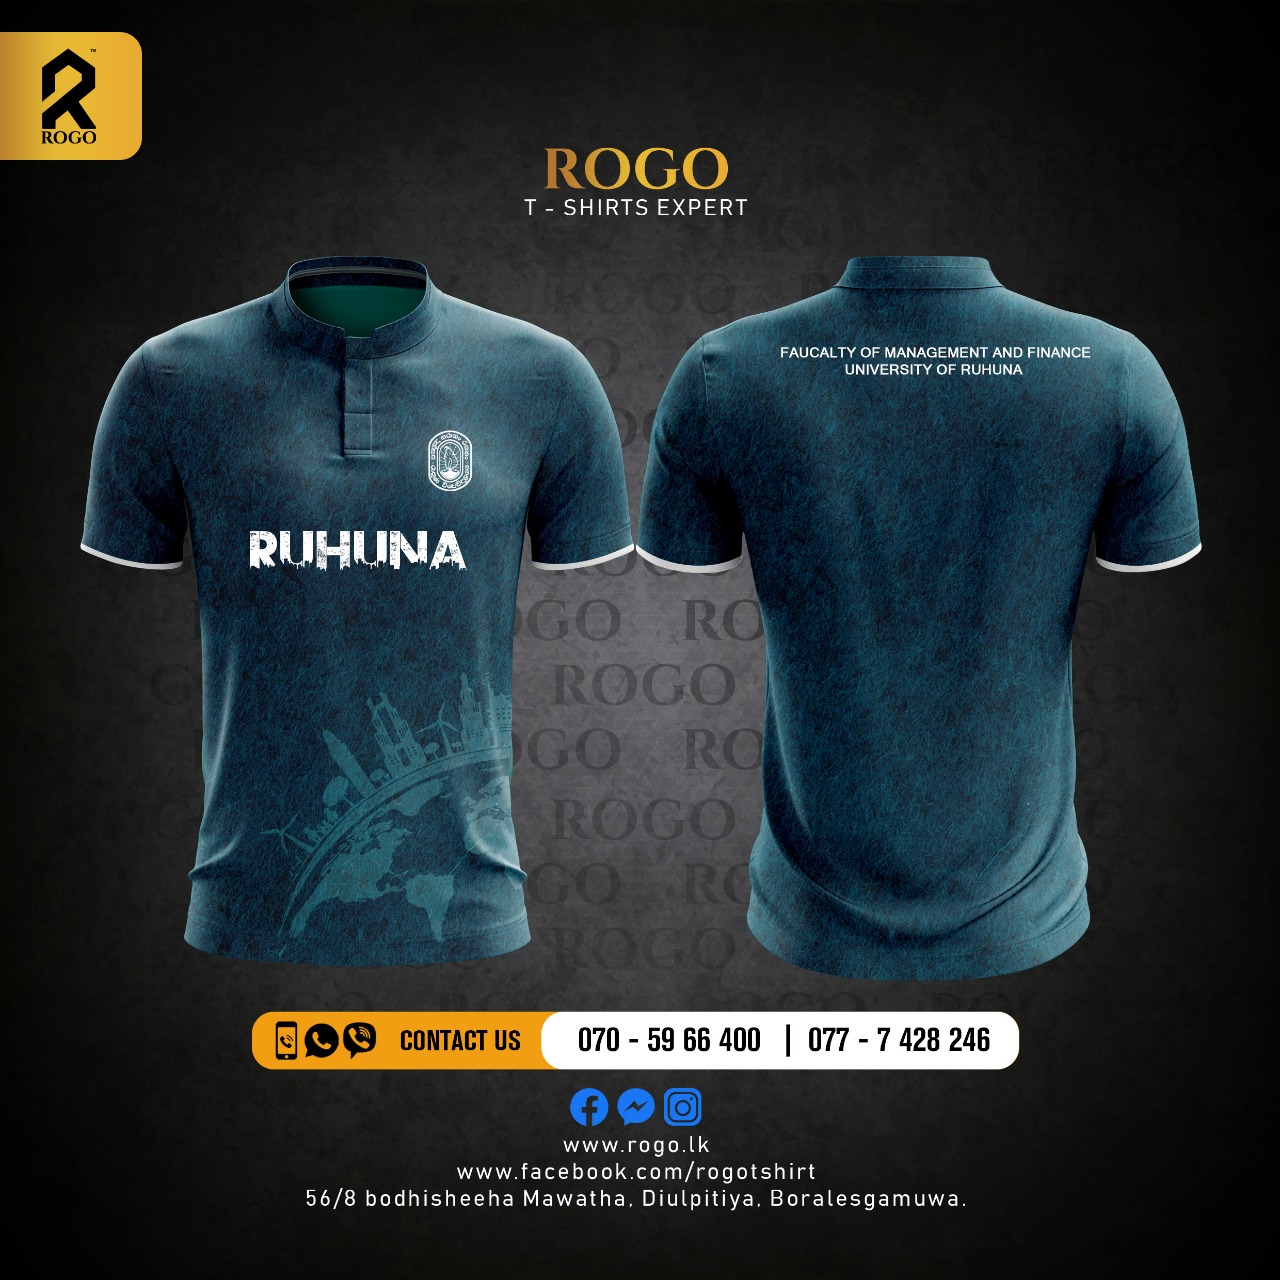 ROGO
™
ROGO
T - SHIRTS EXPERT
FAUCALTY OF MANAGEMENT AND FINANCE
UNIVERSITY OF RUHUNA
RUHUNA
CONTACT US
070 - 59 66 400 | 077 - 7 428 246
www.rogo.lk
www.facebook.com/rogotshirt
56/8 bodhisheeha Mawatha, Diulpitiya, Boralesgamuwa.